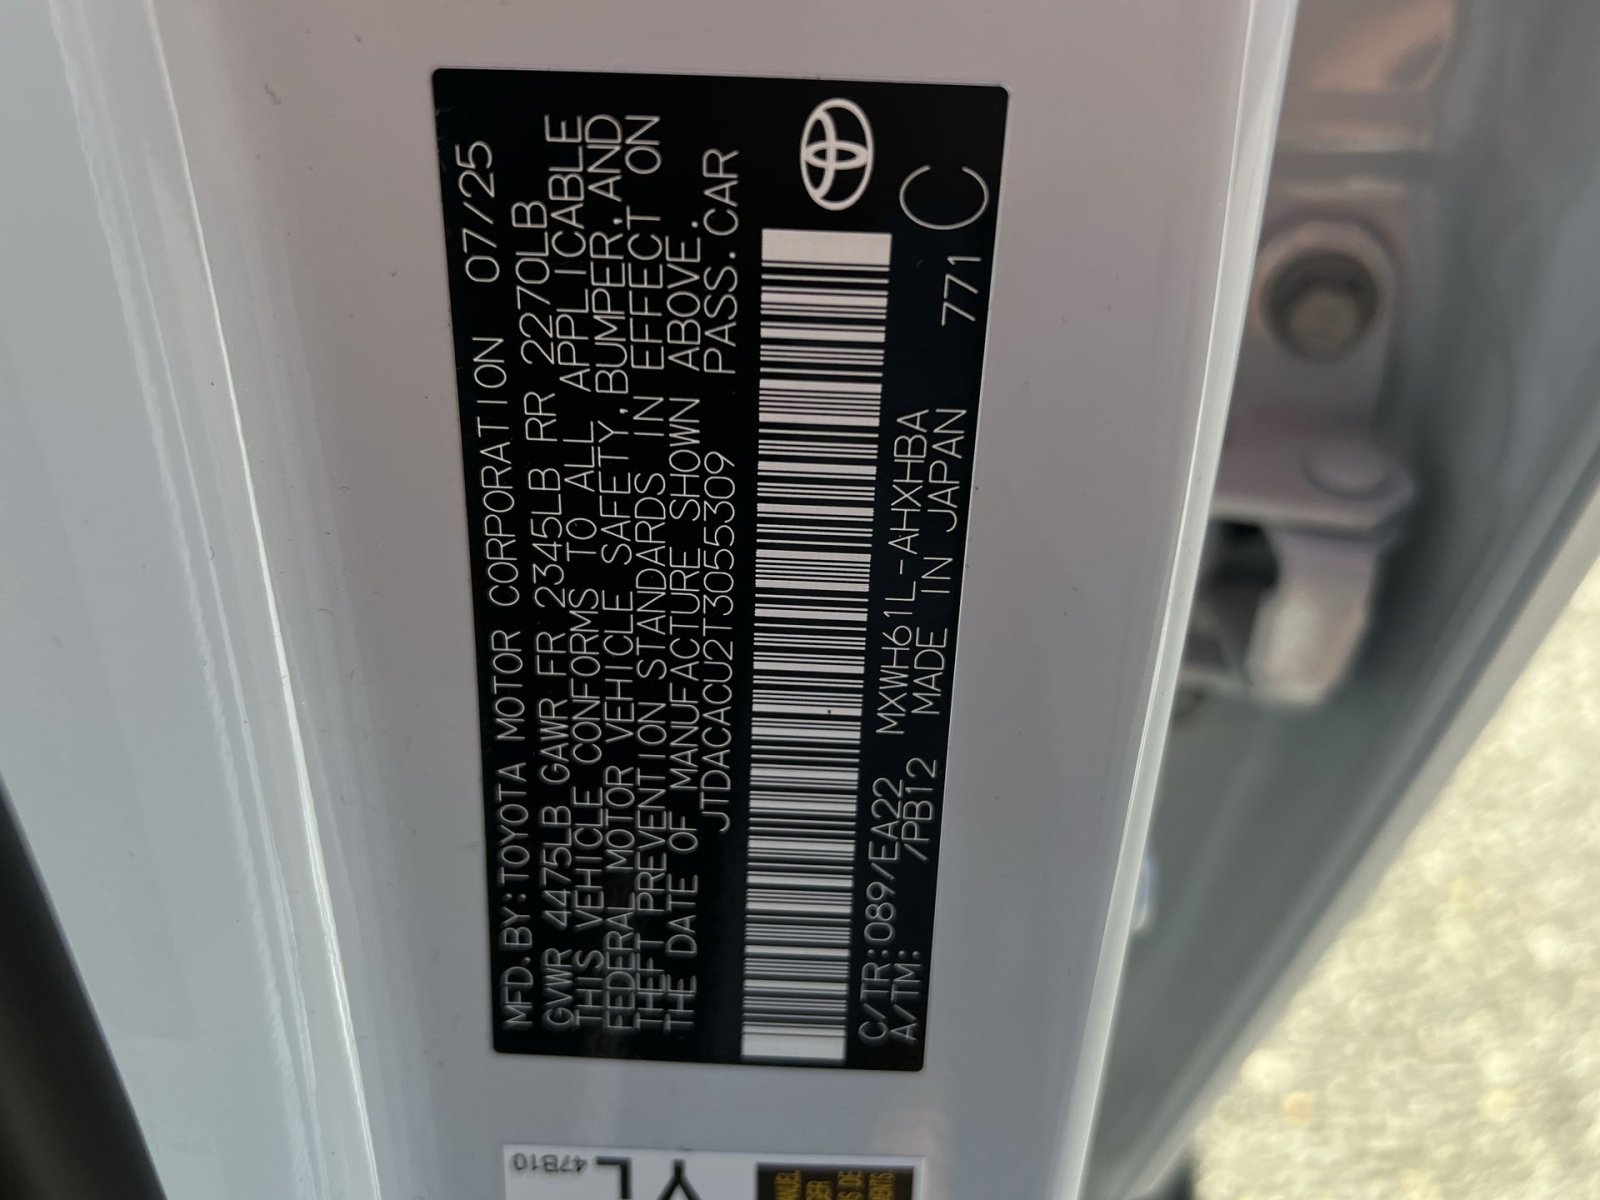 MFD.BY:TOYOTA MOTOR CORPORATION 07/25
GVWR 4475LB GAWR FR 2345LB RR 2270LB
THIS VEHICLE CONFORMS TO ALL APPLICABLE
FEDERAL MOTOR VEHICLE SAFETY,BUMPER,AND
THEFT PREVENTION STANDARDS IN EFFECT ON
THE DATE OF MANUFACTURE SHOWN ABOVE.
JTDACACU2T3055309 PASS.CAR
C/TR:089/EA22 MXWH61L-AHXHBA 771 C
A/TM: /PB12 MADE IN JAPAN
47B10
YL